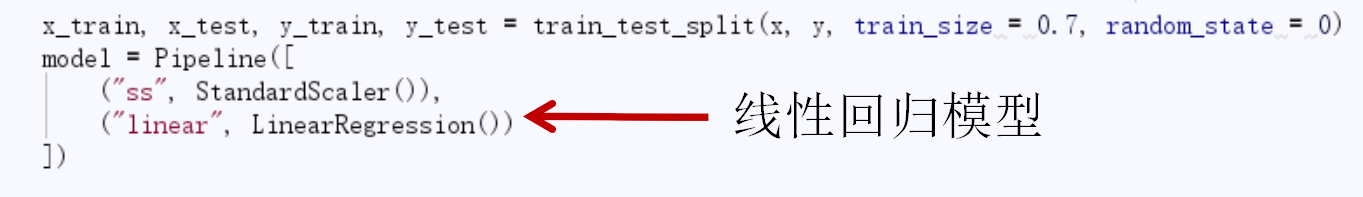 x_train, x_test, y_train, y_test = train_test_split(x, y, train_size = 0.7, random_state = 0)
model = Pipeline([
("ss", StandardScaler()),
("linear", LinearRegression()) 线性回归模型
])